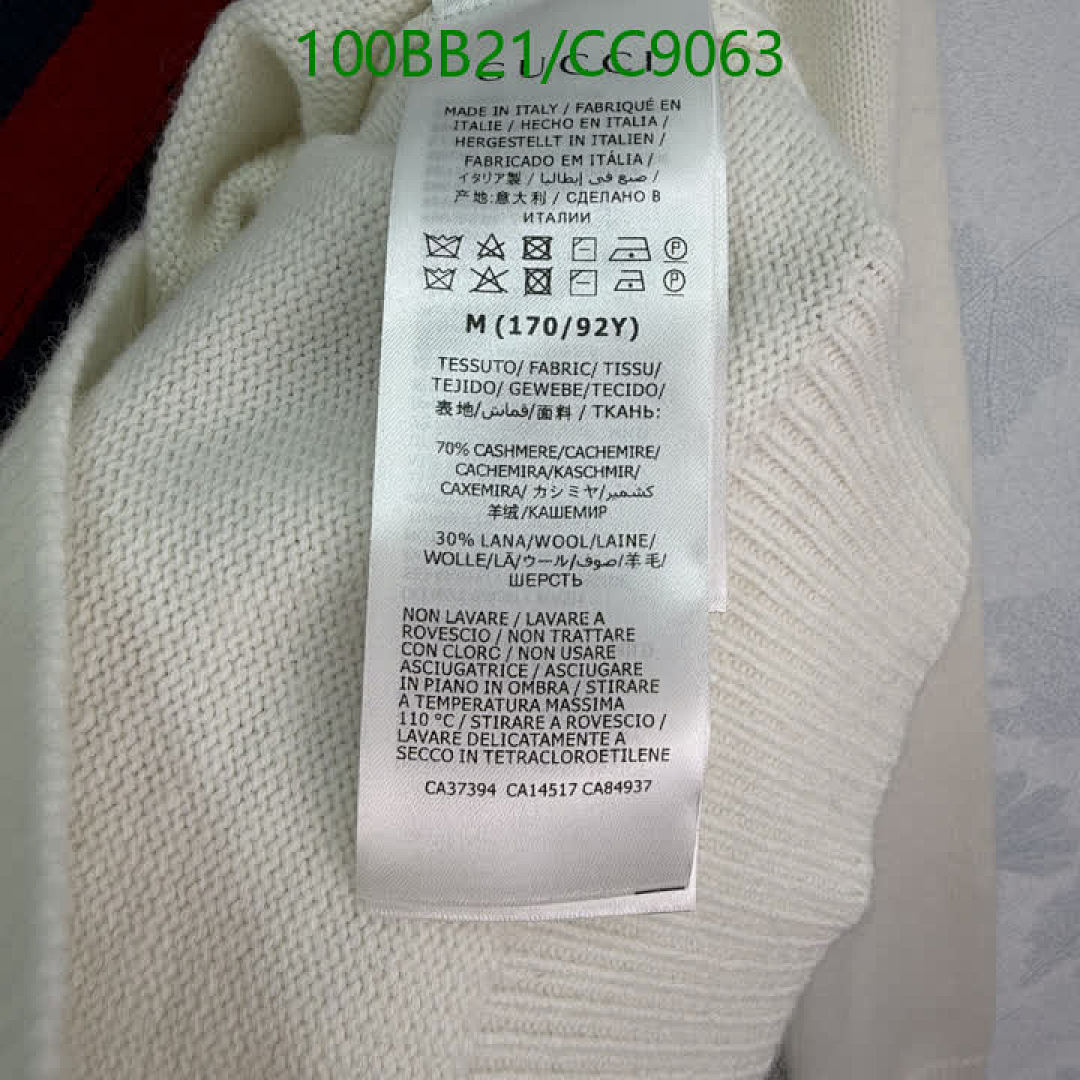 100BB21/CC9063
GUCCI
MADE IN ITALY / FABRIQUÉ EN
ITALIE / HECHO EN ITALIA /
HERGESTELLT IN ITALIEN /
FABRICADO EM ITÁLIA /
イタリア製 / صنع في إيطاليا /
产地:意大利 / СДЕЛАНО В
ИТАЛИИ
P
P
M (170/92Y)
TESSUTO/ FABRIC/ TISSU/
TEJIDO/ GEWEBE/TECIDO/
表地/قماش/面料 / ТКАНЬ:
70% CASHMERE/CACHEMIRE/
CACHEMIRA/KASCHMIR/
CAXEMIRA/ カシミヤ/كشمير
羊绒/КАШЕМИР
30% LANA/WOOL/LAINE/
WOLLE/LÃ/ウール/صوف/羊毛/
ШЕРСТЬ
NON LAVARE / LAVARE A
ROVESCIO / NON TRATTARE
CON CLORC / NON USARE
ASCIUGATRICE / ASCIUGARE
IN PIANO IN OMBRA / STIRARE
A TEMPERATURA MASSIMA
110 °C / STIRARE A ROVESCIO /
LAVARE DELICATAMENTE A
SECCO IN TETRACLOROETILENE
CA37394 CA14517 CA84937